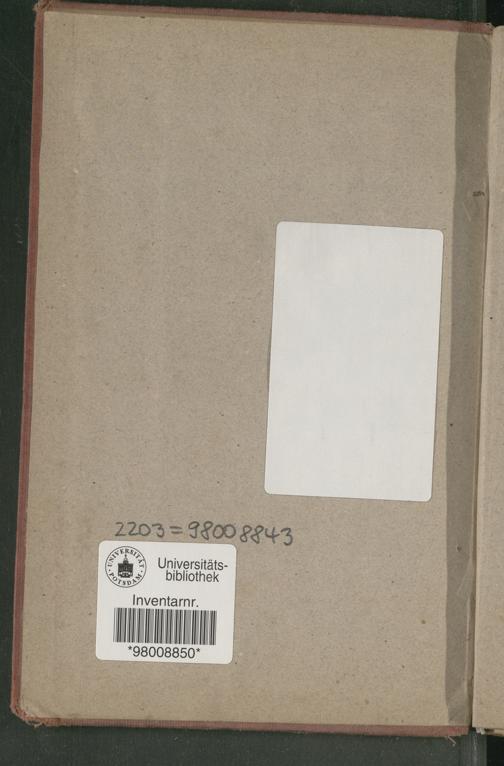 2203=98008843
UNIVERSITÄT POTSDAM
Universitäts-
bibliothek
Inventarnr.
*98008850*